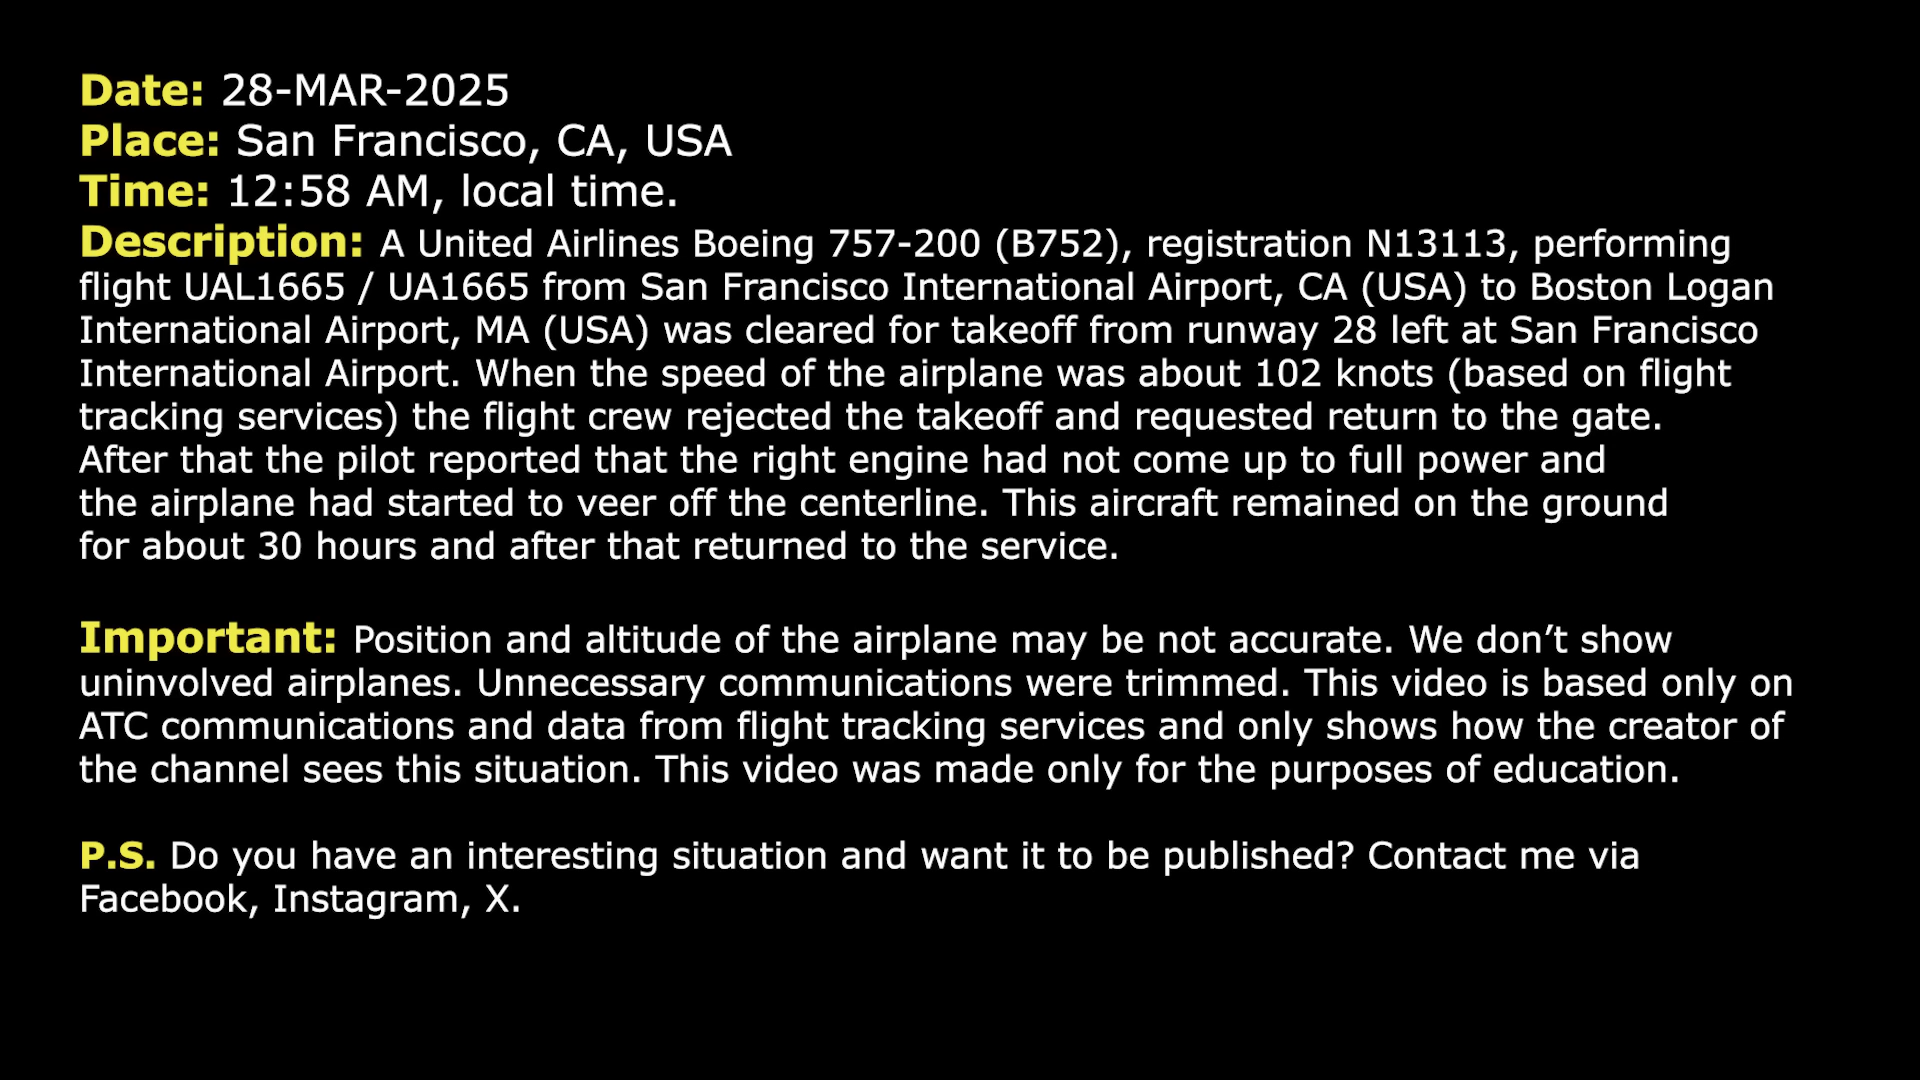 Date: 28-MAR-2025
Place: San Francisco, CA, USA
Time: 12:58 AM, local time.
Description: A United Airlines Boeing 757-200 (B752), registration N13113, performing
flight UAL1665 / UA1665 from San Francisco International Airport, CA (USA) to Boston Logan
International Airport, MA (USA) was cleared for takeoff from runway 28 left at San Francisco
International Airport. When the speed of the airplane was about 102 knots (based on flight
tracking services) the flight crew rejected the takeoff and requested return to the gate.
After that the pilot reported that the right engine had not come up to full power and
the airplane had started to veer off the centerline. This aircraft remained on the ground
for about 30 hours and after that returned to the service.
Important: Position and altitude of the airplane may be not accurate. We don’t show
uninvolved airplanes. Unnecessary communications were trimmed. This video is based only on
ATC communications and data from flight tracking services and only shows how the creator of
the channel sees this situation. This video was made only for the purposes of education.
P.S. Do you have an interesting situation and want it to be published? Contact me via
Facebook, Instagram, X.